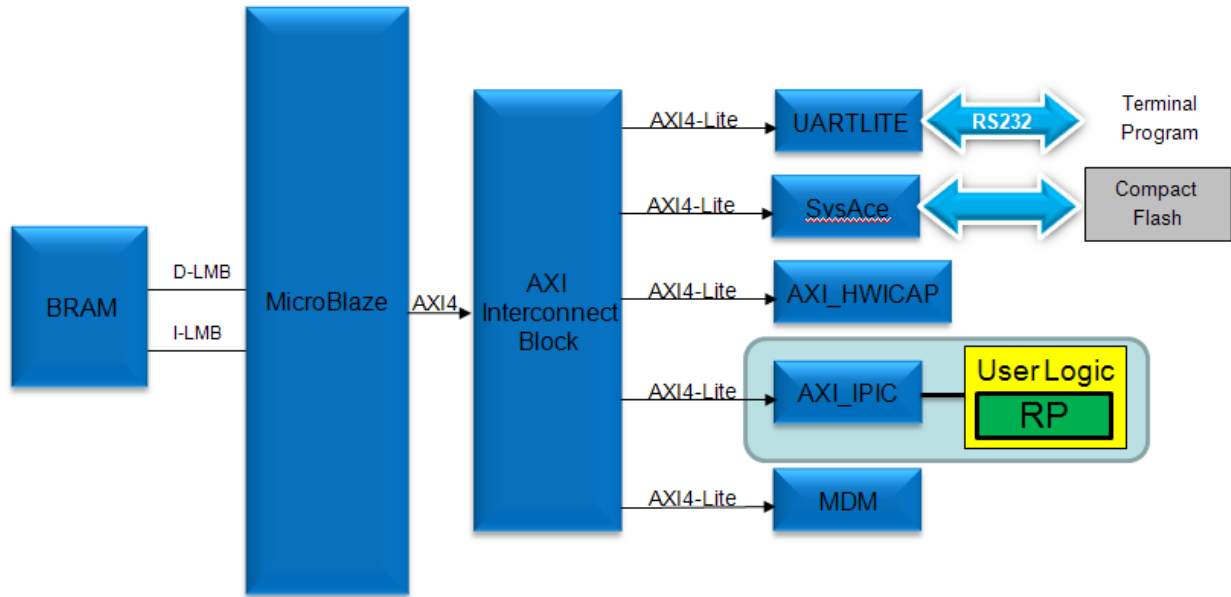 BRAM
D-LMB
I-LMB
MicroBlaze
AXI4
AXI
Interconnect
Block
AXI4-Lite
UARTLITE
RS232
Terminal
Program
AXI4-Lite
SysAce
Compact
Flash
AXI4-Lite
AXI_HWICAP
AXI4-Lite
AXI_IPIC
User Logic
RP
AXI4-Lite
MDM